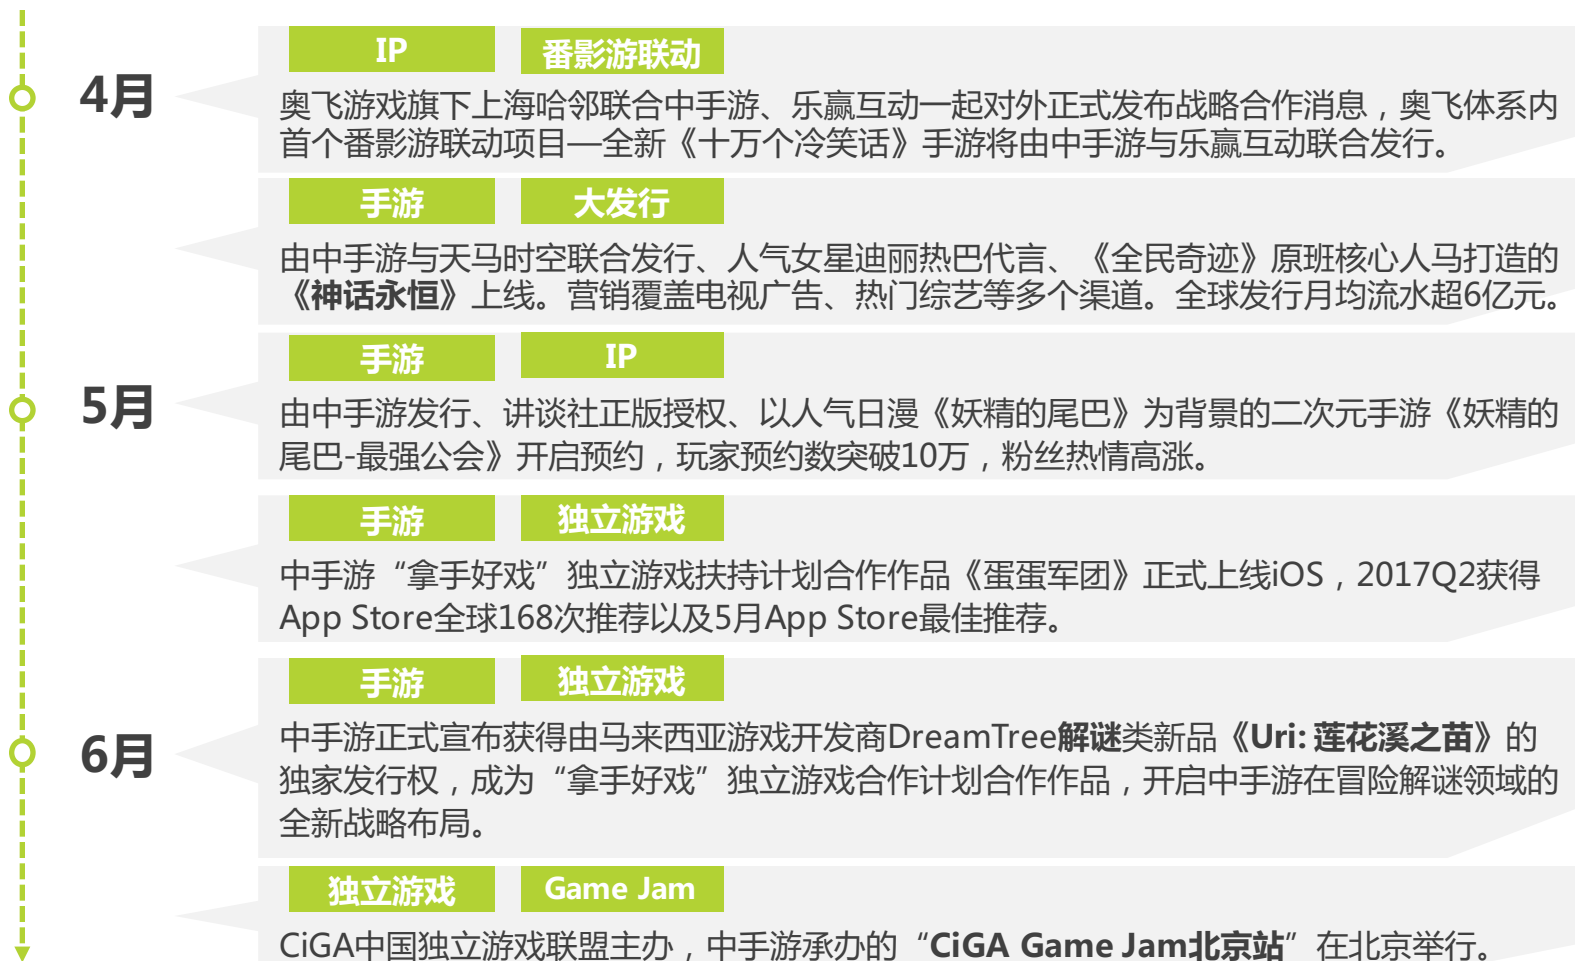 4月
IP
番影游联动
奥飞游戏旗下上海哈邻联合中手游、乐赢互动一起对外正式发布战略合作消息，奥飞体系内
首个番影游联动项目—全新《十万个冷笑话》手游将由中手游与乐赢互动联合发行。
手游
大发行
由中手游与天马时空联合发行、人气女星迪丽热巴代言、《全民奇迹》原班核心人马打造的
《神话永恒》上线。营销覆盖电视广告、热门综艺等多个渠道。全球发行月均流水超6亿元。
5月
手游
IP
由中手游发行、讲谈社正版授权、以人气日漫《妖精的尾巴》为背景的二次元手游《妖精的
尾巴-最强公会》开启预约，玩家预约数突破10万，粉丝热情高涨。
手游
独立游戏
中手游“拿手好戏”独立游戏扶持计划合作作品《蛋蛋军团》正式上线iOS，2017Q2获得
App Store全球168次推荐以及5月App Store最佳推荐。
6月
手游
独立游戏
中手游正式宣布获得由马来西亚游戏开发商DreamTree解谜类新品《Uri: 莲花溪之苗》的
独家发行权，成为“拿手好戏”独立游戏合作计划合作作品，开启中手游在冒险解谜领域的
全新战略布局。
独立游戏
Game Jam
CiGA中国独立游戏联盟主办，中手游承办的“CiGA Game Jam北京站”在北京举行。